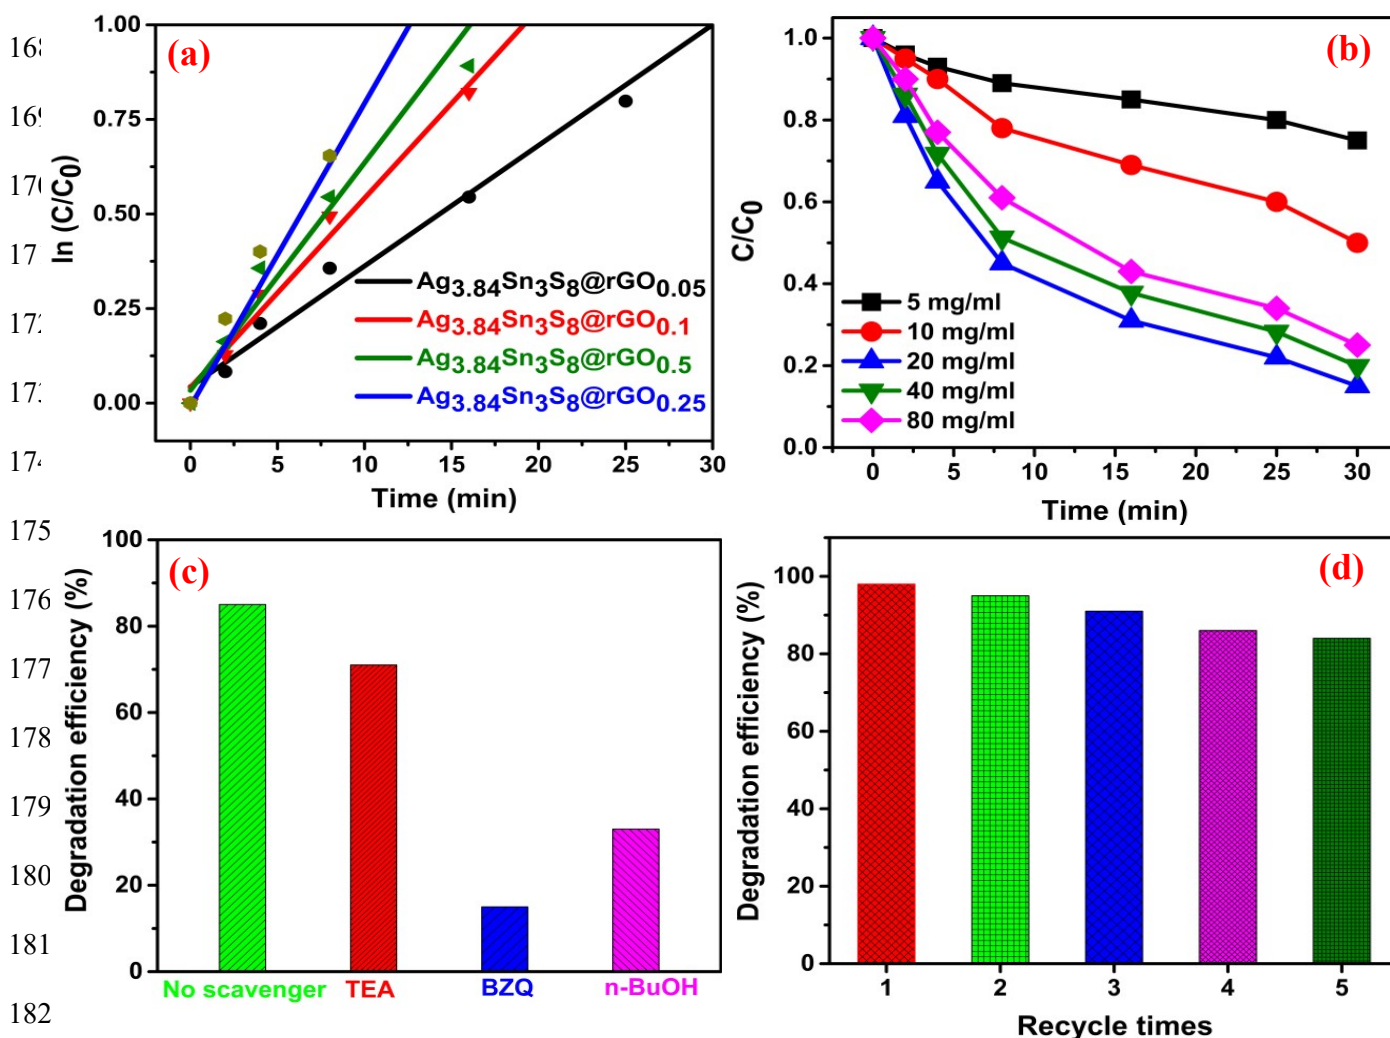 168
(a)
1.00
0.75
0.50
0.25
0.00
ln (C/C0)
Ag3.84Sn3S8@rGO0.05
Ag3.84Sn3S8@rGO0.1
Ag3.84Sn3S8@rGO0.5
Ag3.84Sn3S8@rGO0.25
0 5 10 15 20 25 30
Time (min)
169
170
171
172
173
174
(b)
1.0
0.8
0.6
0.4
0.2
0.0
C/C0
5 mg/ml
10 mg/ml
20 mg/ml
40 mg/ml
80 mg/ml
0 5 10 15 20 25 30
Time (min)
175
176
177
178
179
180
181
182
(c)
100
80
60
40
20
0
Degradation efficiency (%)
No scavenger TEA BZQ n-BuOH
(d)
100
80
60
40
20
0
Degradation efficiency (%)
1 2 3 4 5
Recycle times